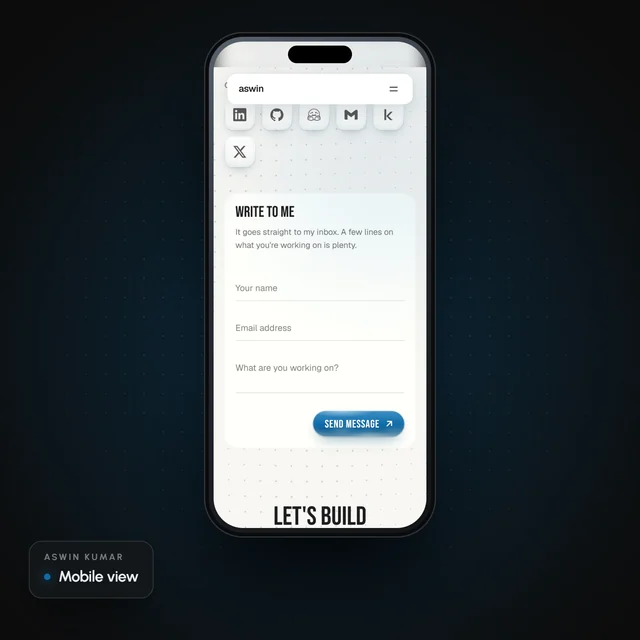 aswin
WRITE TO ME
It goes straight to my inbox. A few lines on
what you're working on is plenty.
Your name
Email address
What are you working on?
SEND MESSAGE
LET'S BUILD
ASWIN KUMAR
Mobile view